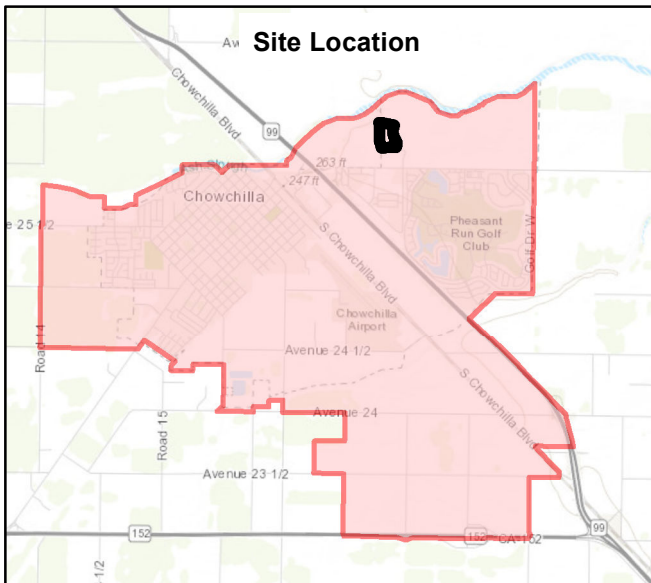 Site Location
Av
Chowchilla Blvd
99
263 ft
247 ft
Chowchilla
e 25 1/2
Pheasant
Run Golf
Club
Golf Dr W
S Chowchilla Blvd
Chowchilla
Airport
Road 14
Avenue 24 1/2
S Chowchilla Blvd
Avenue 24
Road 15
Avenue 23 1/2
152
152
CA-152
99
1/2